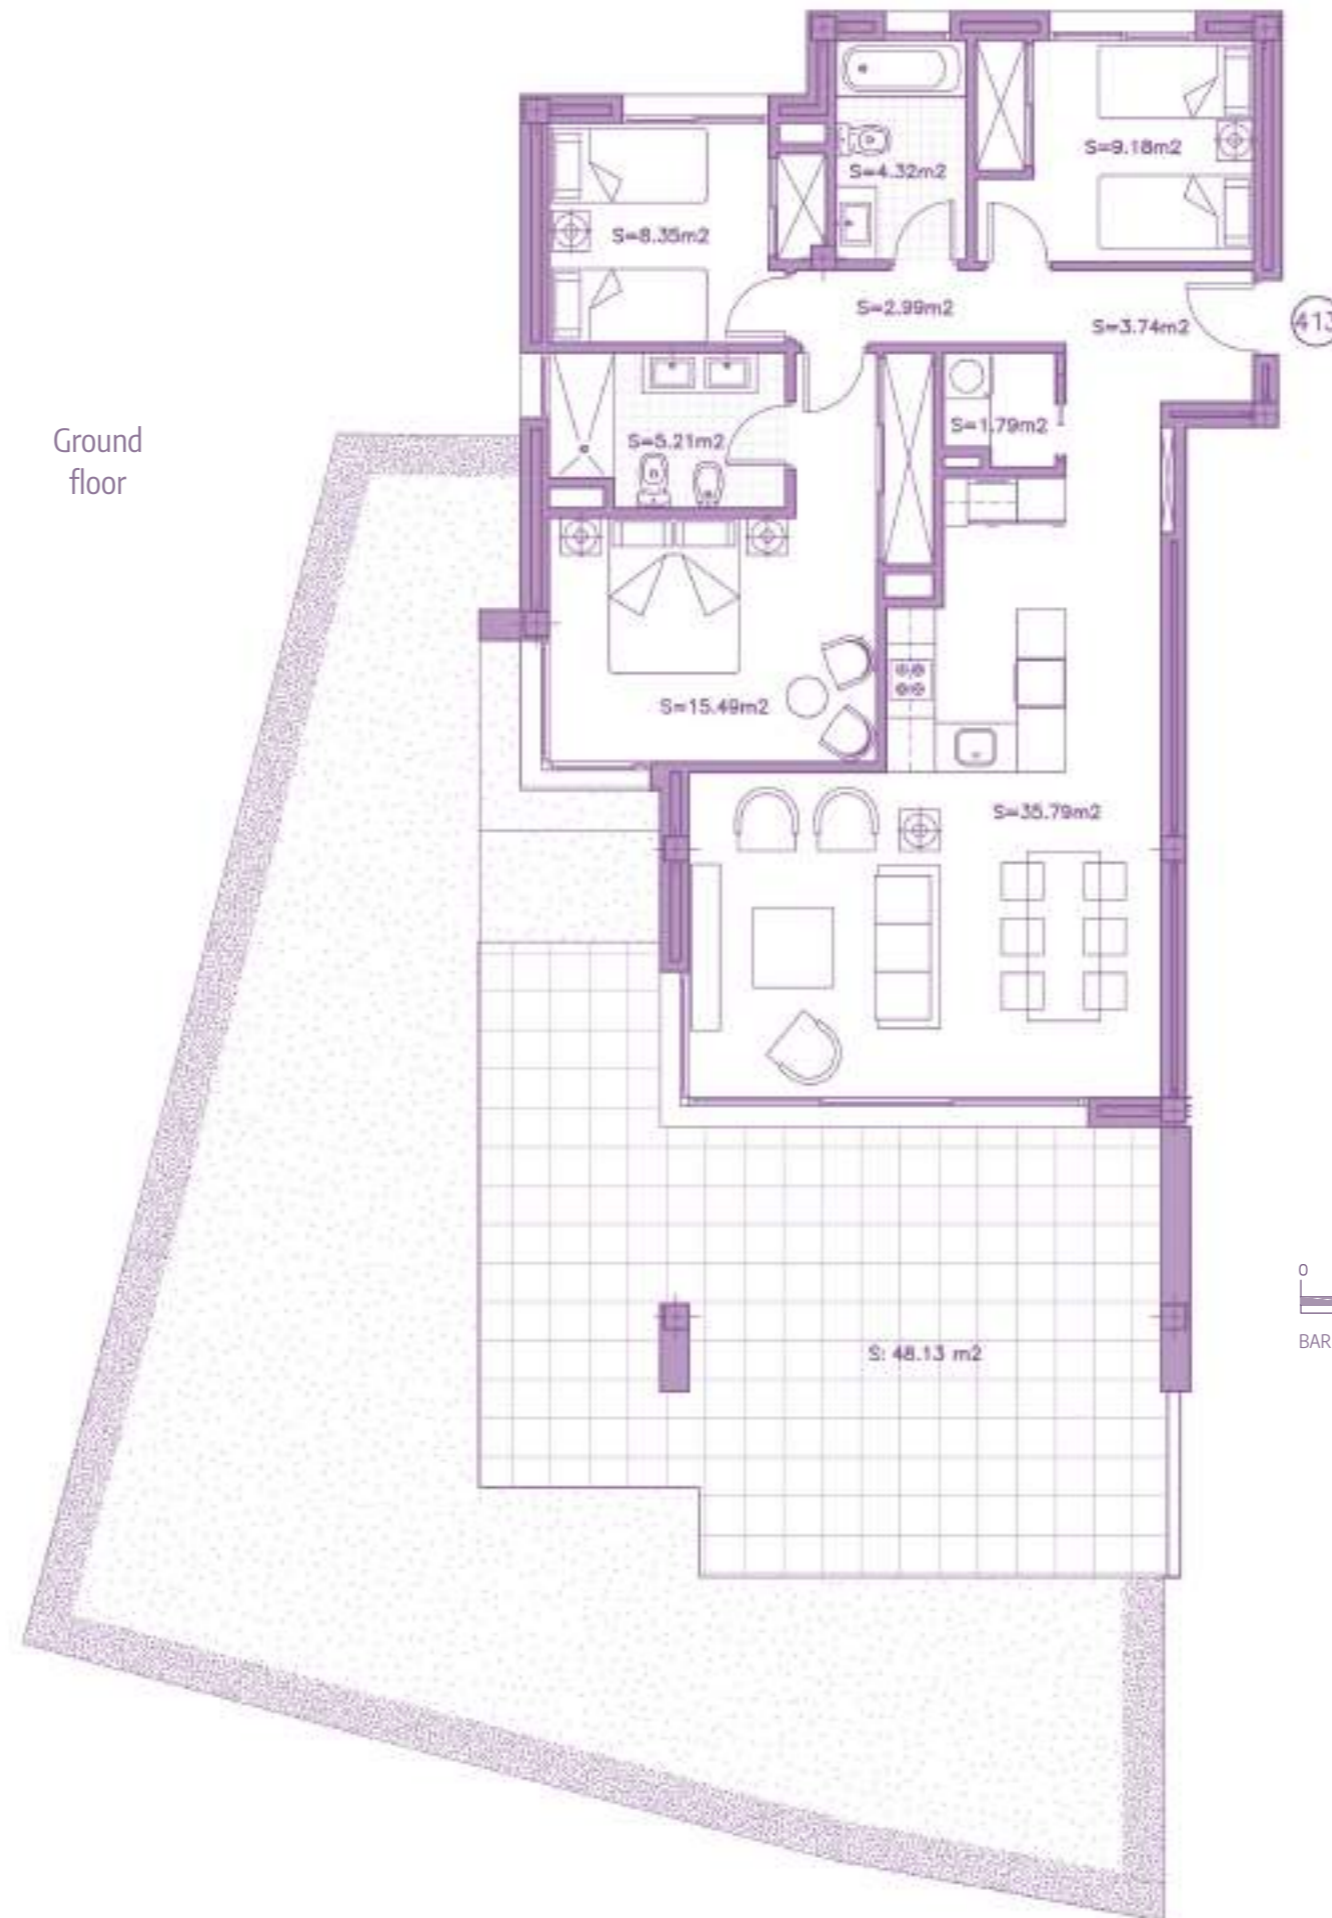 S=9.18m2
S=4.32m2
S=8.35m2
S=2.99m2
S=3.74m2
413
S=1.79m2
Ground
floor
S=5.21m2
S=15.49m2
S=35.79m2
0
BAR
S: 48.13 m2